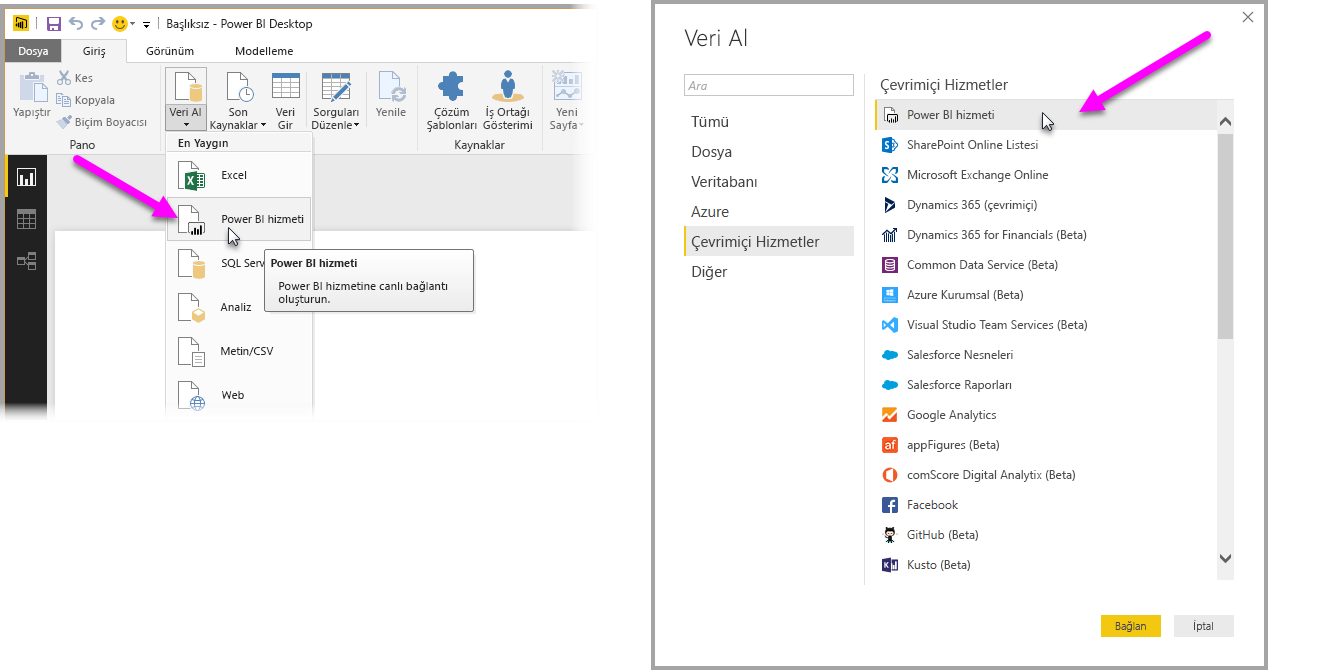 Başlıksız - Power BI Desktop
Dosya
Giriş
Görünüm
Modelleme
Yapıştır
Kes
Kopyala
Biçim Boyacısı
Pano
Veri Al
Son
Kaynaklar
Veri
Gir
Sorguları
Düzenle
Yenile
Çözüm
Şablonları
İş Ortağı
Gösterimi
Kaynaklar
Yeni
Sayfa
En Yaygın
Excel
Power BI hizmeti
SQL Serv
Power BI hizmeti
Power BI hizmetine canlı bağlantı
oluşturun.
Analiz
Metin/CSV
Web
Veri Al
Ara
Tümü
Dosya
Veritabanı
Azure
Çevrimiçi Hizmetler
Diğer
Çevrimiçi Hizmetler
Power BI hizmeti
SharePoint Online Listesi
Microsoft Exchange Online
Dynamics 365 (çevrimiçi)
Dynamics 365 for Financials (Beta)
Common Data Service (Beta)
Azure Kurumsal (Beta)
Visual Studio Team Services (Beta)
Salesforce Nesneleri
Salesforce Raporları
Google Analytics
appFigures (Beta)
comScore Digital Analytix (Beta)
Facebook
GitHub (Beta)
Kusto (Beta)
Bağlan
İptal